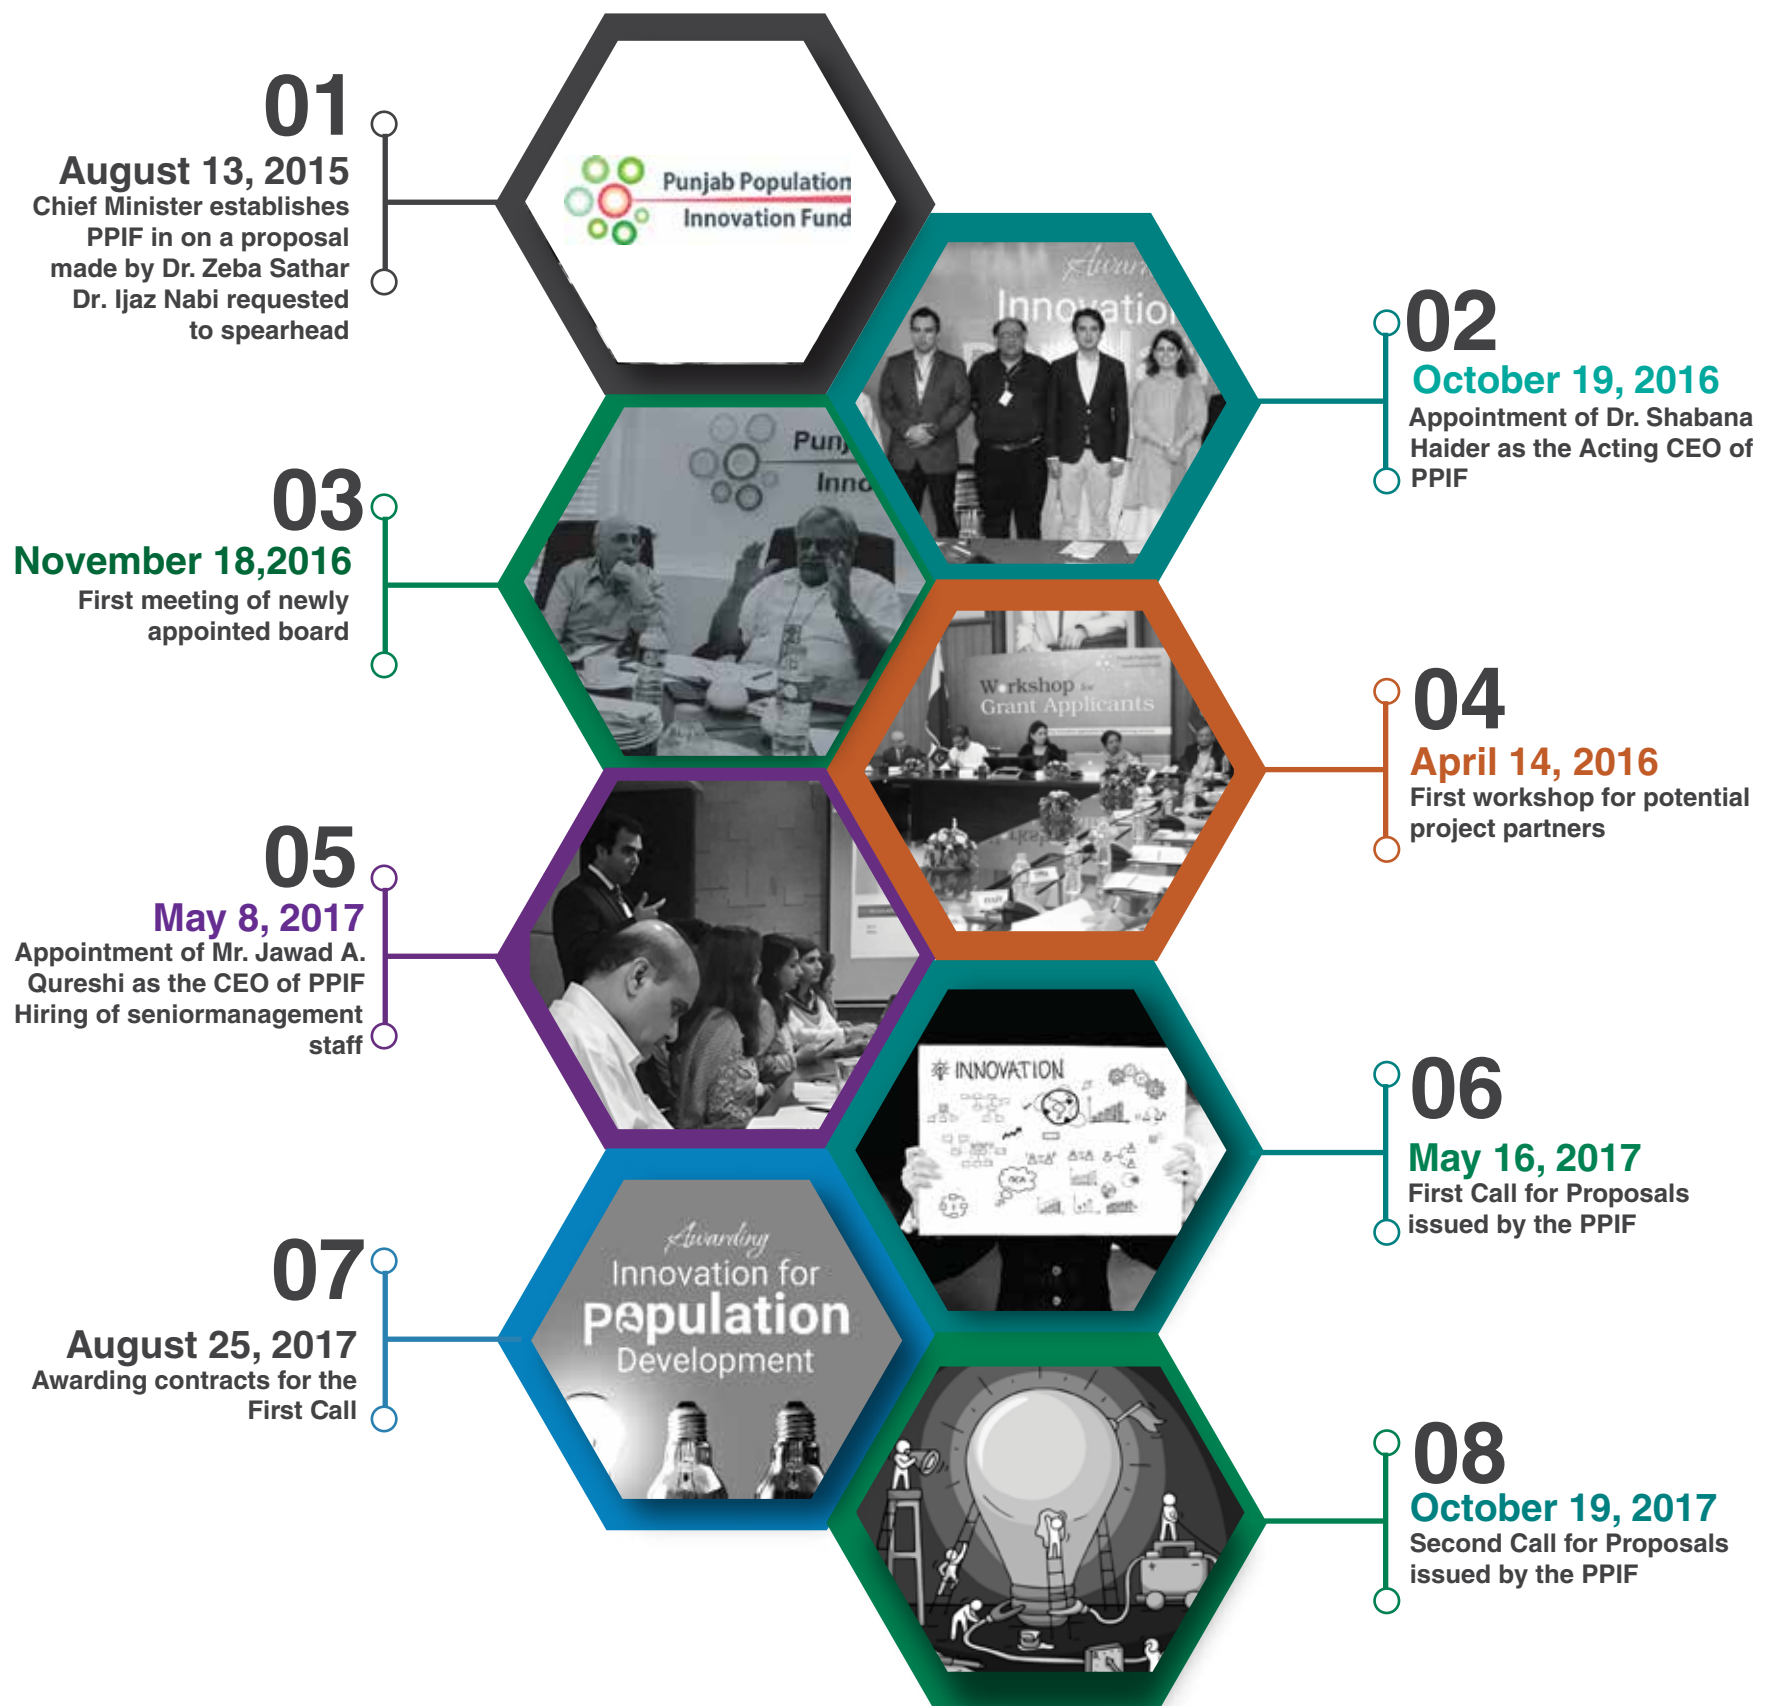 01
August 13, 2015
Chief Minister establishes
PPIF in on a proposal
made by Dr. Zeba Sathar
Dr. Ijaz Nabi requested
to spearhead
Punjab Population
Innovation Fund
Awar
Innovatio
02
October 19, 2016
Appointment of Dr. Shabana
Haider as the Acting CEO of
PPIF
03
November 18,2016
First meeting of newly
appointed board
Punj
Inno
Workshop for
Grant Applicants
04
April 14, 2016
First workshop for potential
project partners
05
May 8, 2017
Appointment of Mr. Jawad A.
Qureshi as the CEO of PPIF
Hiring of seniormanagement
staff
INNOVATION
06
May 16, 2017
First Call for Proposals
issued by the PPIF
07
August 25, 2017
Awarding contracts for the
First Call
Awarding
Innovation for
Population
Development
08
October 19, 2017
Second Call for Proposals
issued by the PPIF